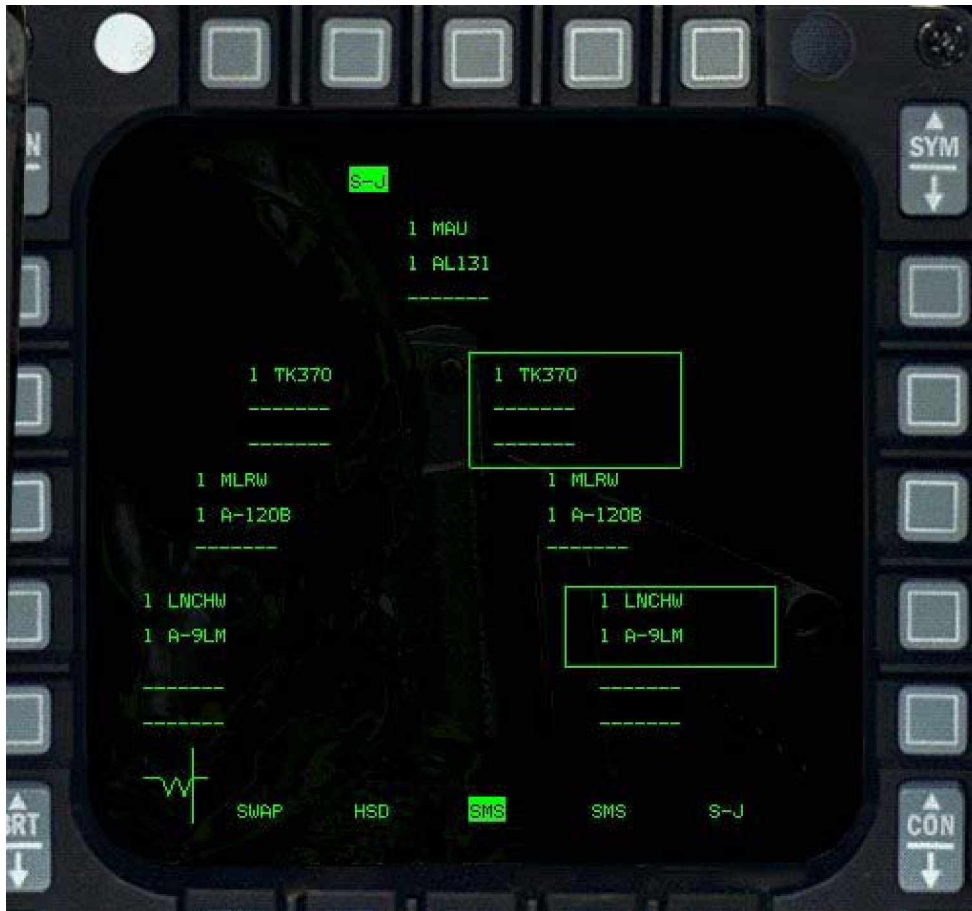 SYM
S-J
1 MAU
1 AL131
-------
1 TK370 1 TK370
------- -------
------- -------
1 MLRW 1 MLRW
1 A-120B 1 A-120B
------- -------
1 LNCHW 1 LNCHW
1 A-9LM 1 A-9LM
------- -------
------- -------
SWAP HSD SMS SMS S-J
CON